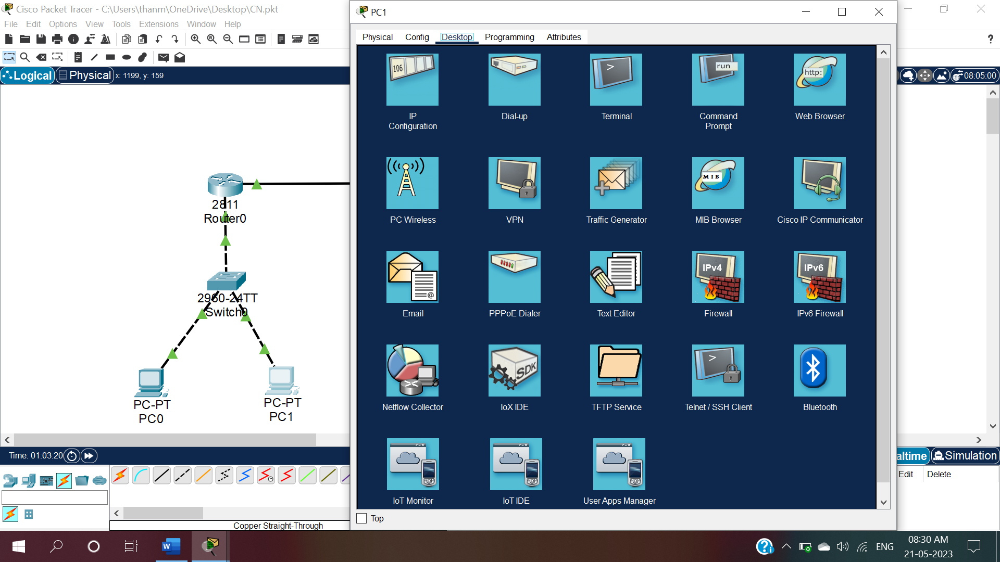 Cisco Packet Tracer - C:\Users\thanm\OneDrive\Desktop\CN.pkt
File Edit Options View Tools Extensions Window Help
?
Logical Physical x: 1199, y: 159
08:05:00
2811
Router0
2960-24TT
Switch0
PC-PT
PC0
PC-PT
PC1
Time: 01:03:20
altime Simulation
Edit Delete
Copper Straight-Through
PC1
Physical Config Desktop Programming Attributes
106
>
run
http:
IP
Configuration
Dial-up
Terminal
Command
Prompt
Web Browser
MIB
PC Wireless
VPN
Traffic Generator
MIB Browser
Cisco IP Communicator
@
IPv4
IPv6
Email
PPPoE Dialer
Text Editor
Firewall
IPv6 Firewall
SDK
>
Netflow Collector
IoX IDE
TFTP Service
Telnet / SSH Client
Bluetooth
IoT Monitor
IoT IDE
User Apps Manager
Top
W
?
ENG
08:30 AM
21-05-2023